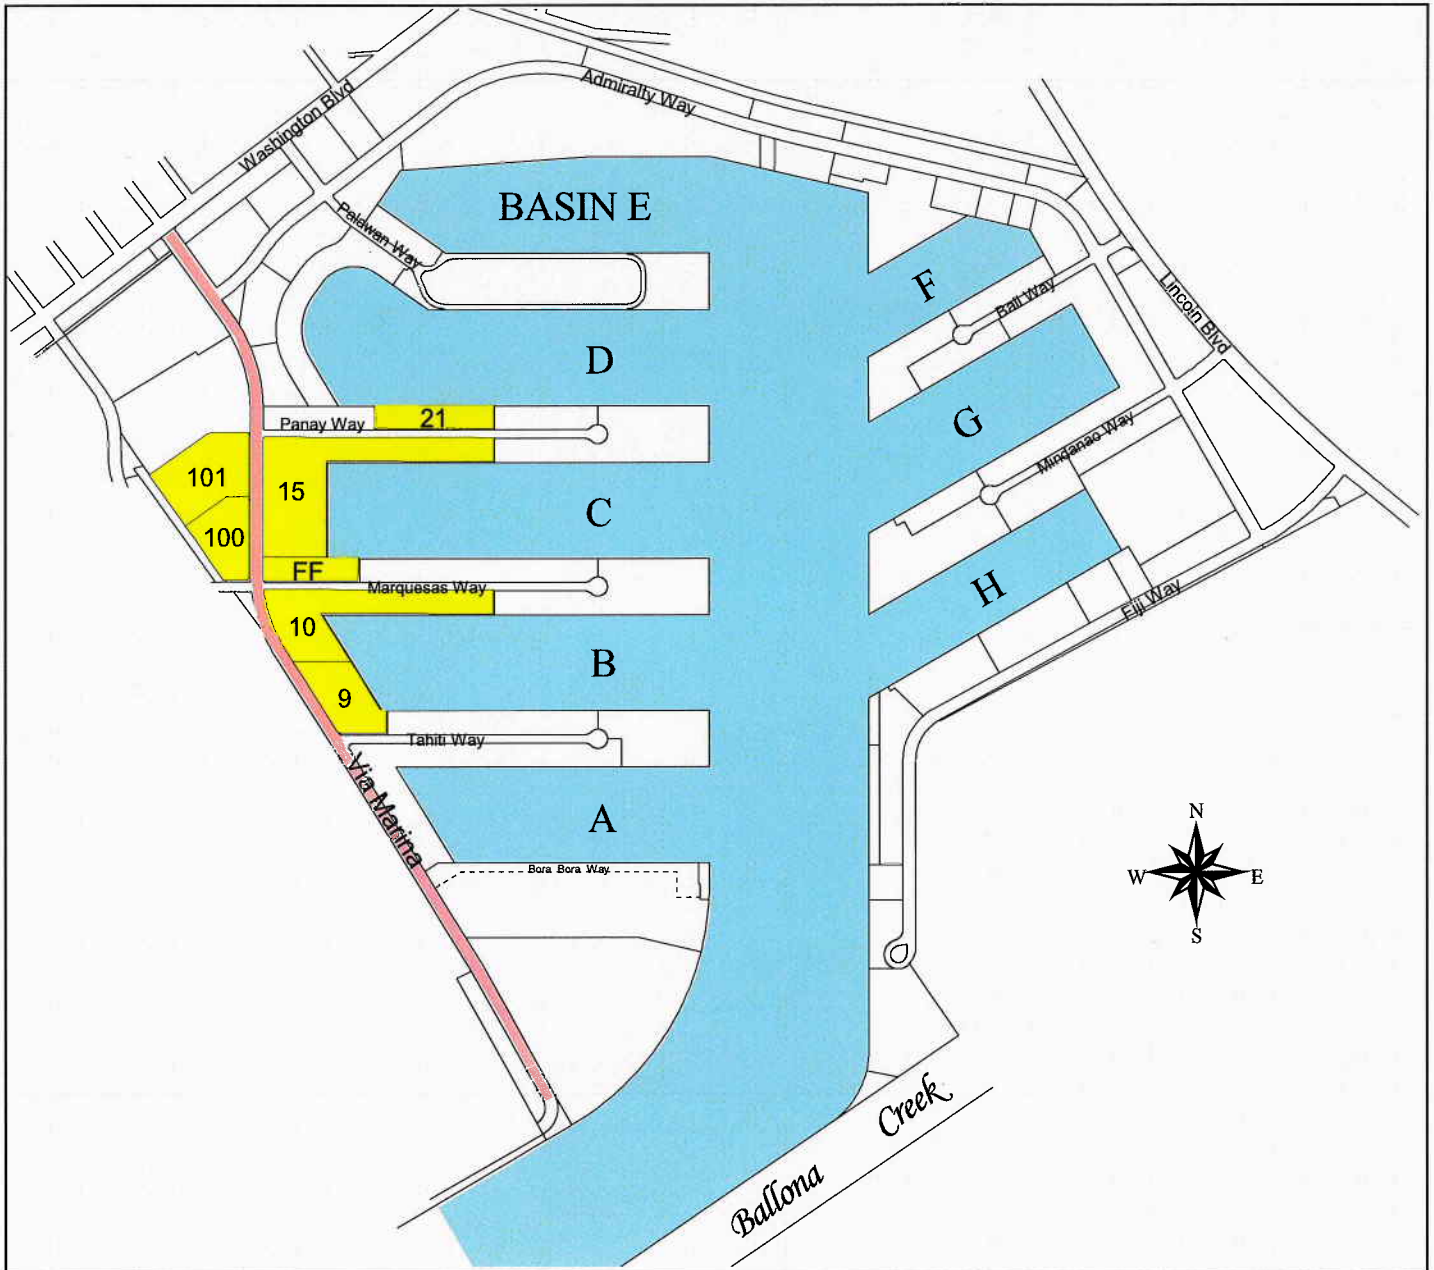 Washington Blvd
Admiralty Way
BASIN E
Palawan Way
F
Bali Way
Lincoln Blvd
D
Panay Way
21
G
Mindanao Way
101
15
C
100
FF
Marquesas Way
H
Fiji Way
10
B
9
Tahiti Way
Via Marina
A
Bora Bora Way
N
W
E
S
Ballona Creek